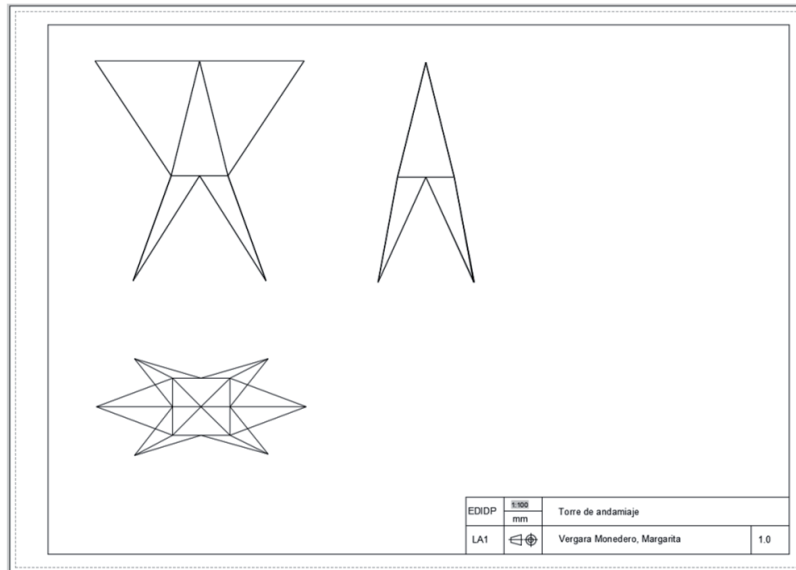 EDIDP
1:100
mm
Torre de andamiaje
LA1
Vergara Monedero, Margarita
1.0